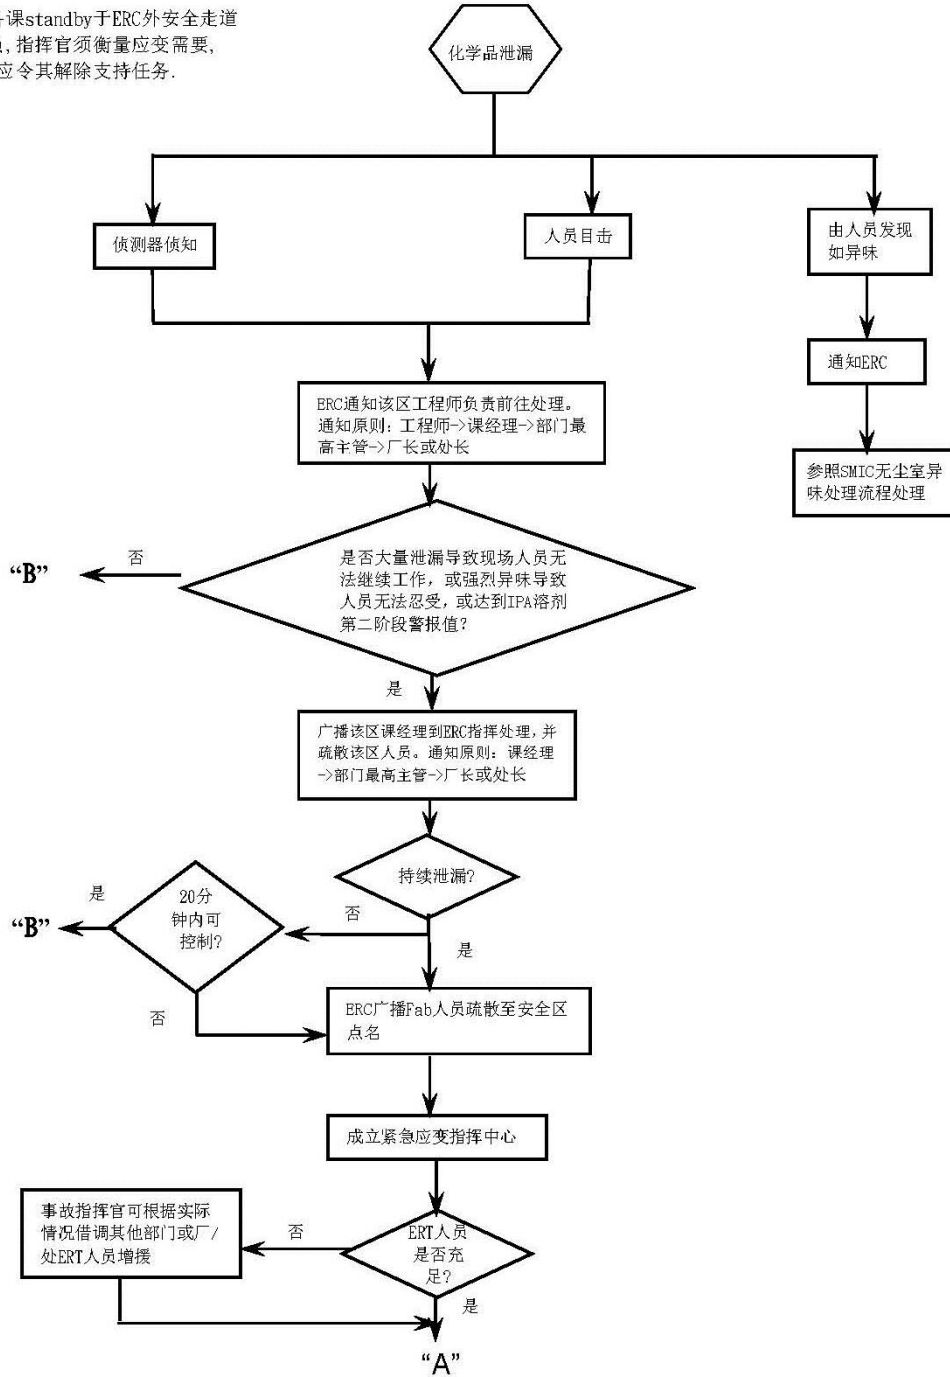 课standby于ERC外安全走道
,指挥官须衡量应变需要,
应令其解除支持任务.
化学品泄漏
侦测器侦知
人员目击
由人员发现
如异味
通知ERC
参照SMIC无尘室异
味处理流程处理
ERC通知该区工程师负责前往处理。
通知原则：工程师->课经理->部门最
高主管->厂长或处长
是否大量泄漏导致现场人员无
法继续工作，或强烈异味导致
人员无法忍受，或达到IPA溶剂
第二阶段警报值？
否
“B”
是
广播该区课经理到ERC指挥处理，并
疏散该区人员。通知原则：课经理
->部门最高主管->厂长或处长
持续泄漏？
否
是
20分
钟内可
控制？
是
“B”
否
ERC广播Fab人员疏散至安全区
点名
成立紧急应变指挥中心
ERT人员
是否充
足？
否
事故指挥官可根据实际
情况借调其他部门或厂/
处ERT人员增援
是
“A”